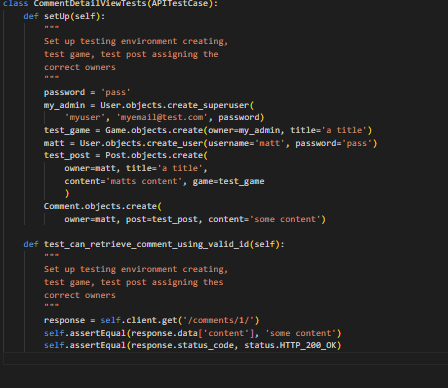 class CommentDetailViewTests(APITestCase):
    def setUp(self):
        """
        Set up testing environment creating,
        test game, test post assigning the
        correct owners
        """
        password = 'pass'
        my_admin = User.objects.create_superuser(
            'myuser', 'myemail@test.com', password)
        test_game = Game.objects.create(owner=my_admin, title='a title')
        matt = User.objects.create_user(username='matt', password='pass')
        test_post = Post.objects.create(
            owner=matt, title='a title',
            content='matts content', game=test_game
            )
        Comment.objects.create(
            owner=matt, post=test_post, content='some content')

    def test_can_retrieve_comment_using_valid_id(self):
        """
        Set up testing environment creating,
        test game, test post assigning thes
        correct owners
        """
        response = self.client.get('/comments/1/')
        self.assertEqual(response.data['content'], 'some content')
        self.assertEqual(response.status_code, status.HTTP_200_OK)